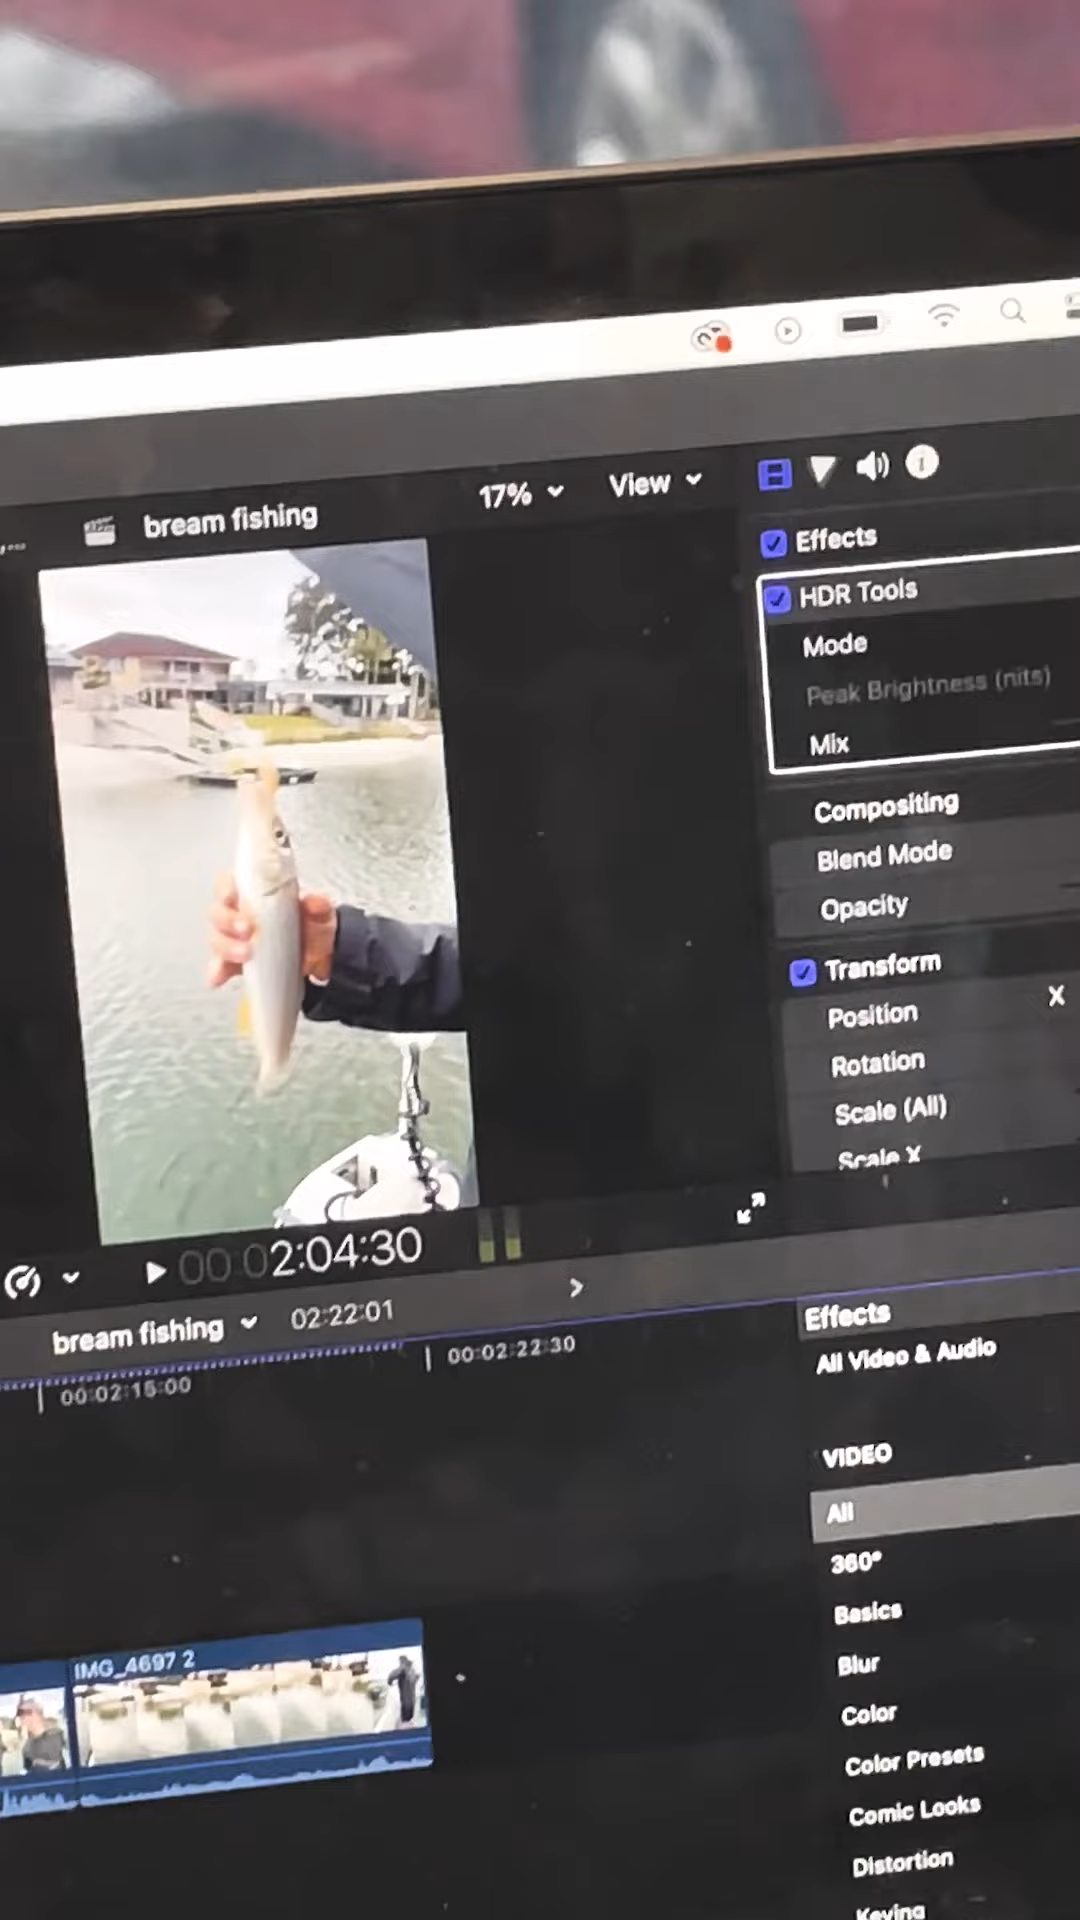 bream fishing
17%
View
Effects
HDR Tools
Mode
Peak Brightness (nits)
Mix
Compositing
Blend Mode
Opacity
Transform
Position
X
Rotation
Scale (All)
Scale X
00:02:04:30
bream fishing
02:22:01
00:02:15:00
00:02:22:30
Effects
All Video & Audio
VIDEO
All
360°
Basics
Blur
Color
Color Presets
Comic Looks
Distortion
Keying
IMG_4697 2